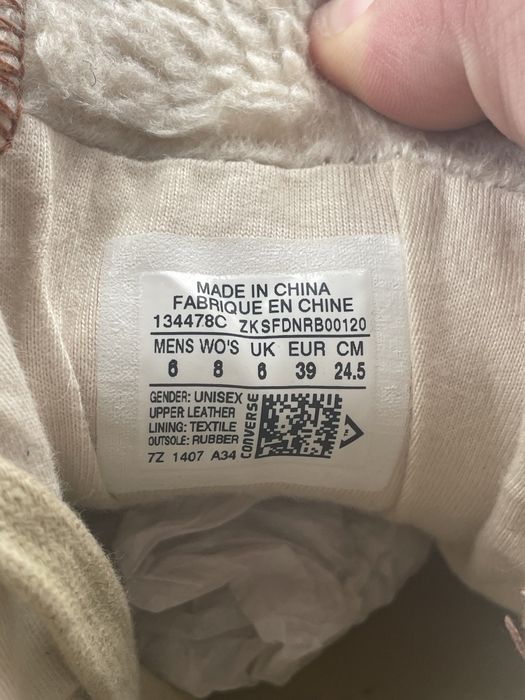 MADE IN CHINA
FABRIQUE EN CHINE
134478C ZKSFDNRB00120
MENS WO'S UK EUR CM
6 8 6 39 24.5
GENDER: UNISEX
UPPER LEATHER
LINING: TEXTILE
OUTSOLE: RUBBER
7Z 1407 A34
CONVERSE